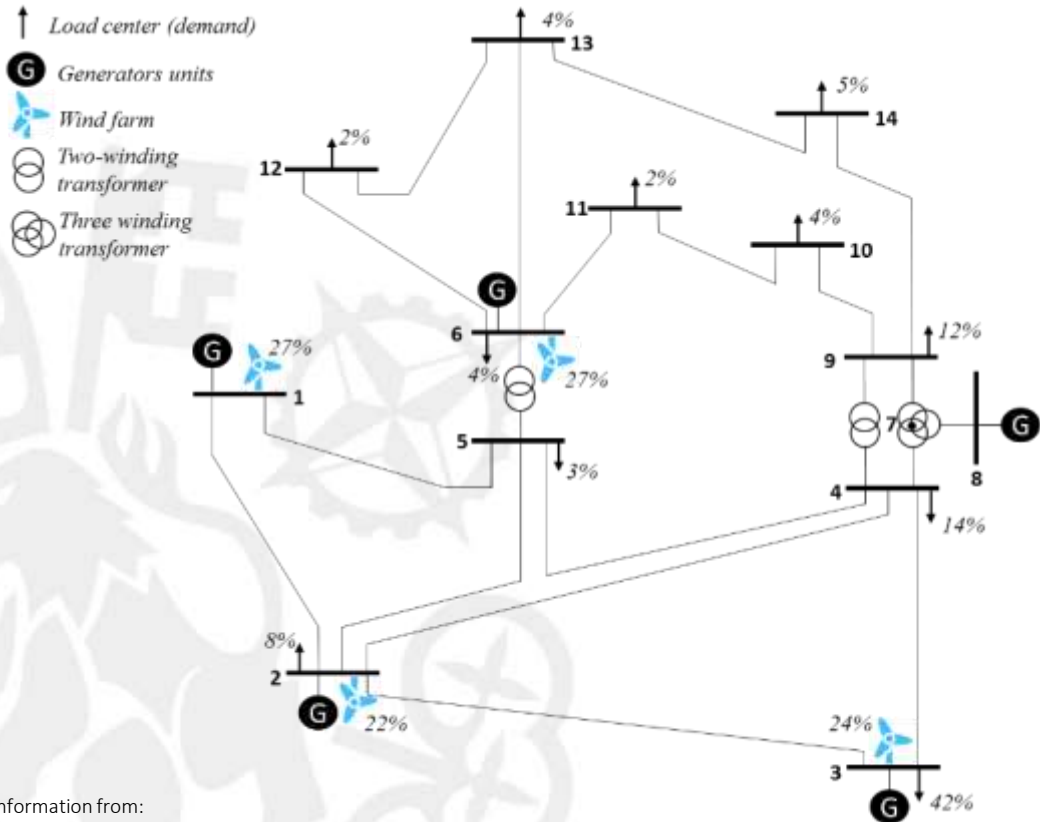 Load center (demand)
G Generators units
Wind farm
Two-winding
transformer
Three winding
transformer
4%
13
5%
14
2%
12
2%
11
4%
10
G
6
4%
27%
G
27%
1
12%
9
7
G
8
5
3%
4
14%
8%
2
G
22%
24%
3
G
42%
nformation from: